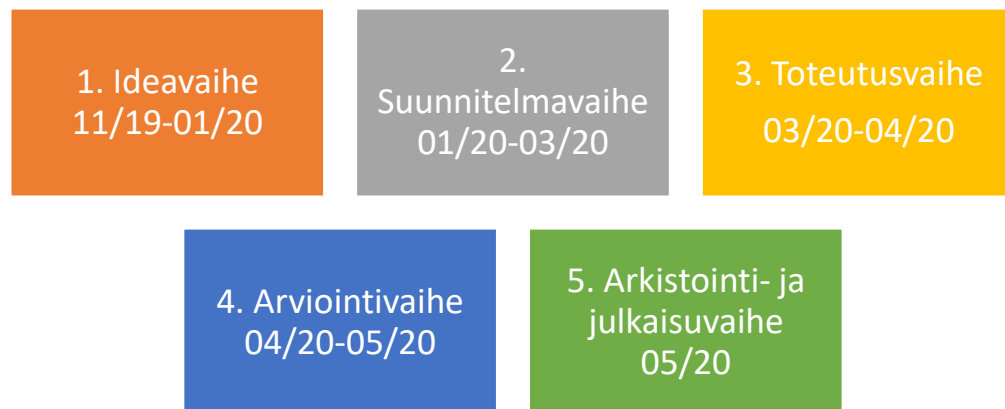 1. Ideavaihe
11/19-01/20
2.
Suunnitelmavaihe
01/20-03/20
3. Toteutusvaihe
03/20-04/20
4. Arviointivaihe
04/20-05/20
5. Arkistointi- ja
julkaisuvaihe
05/20